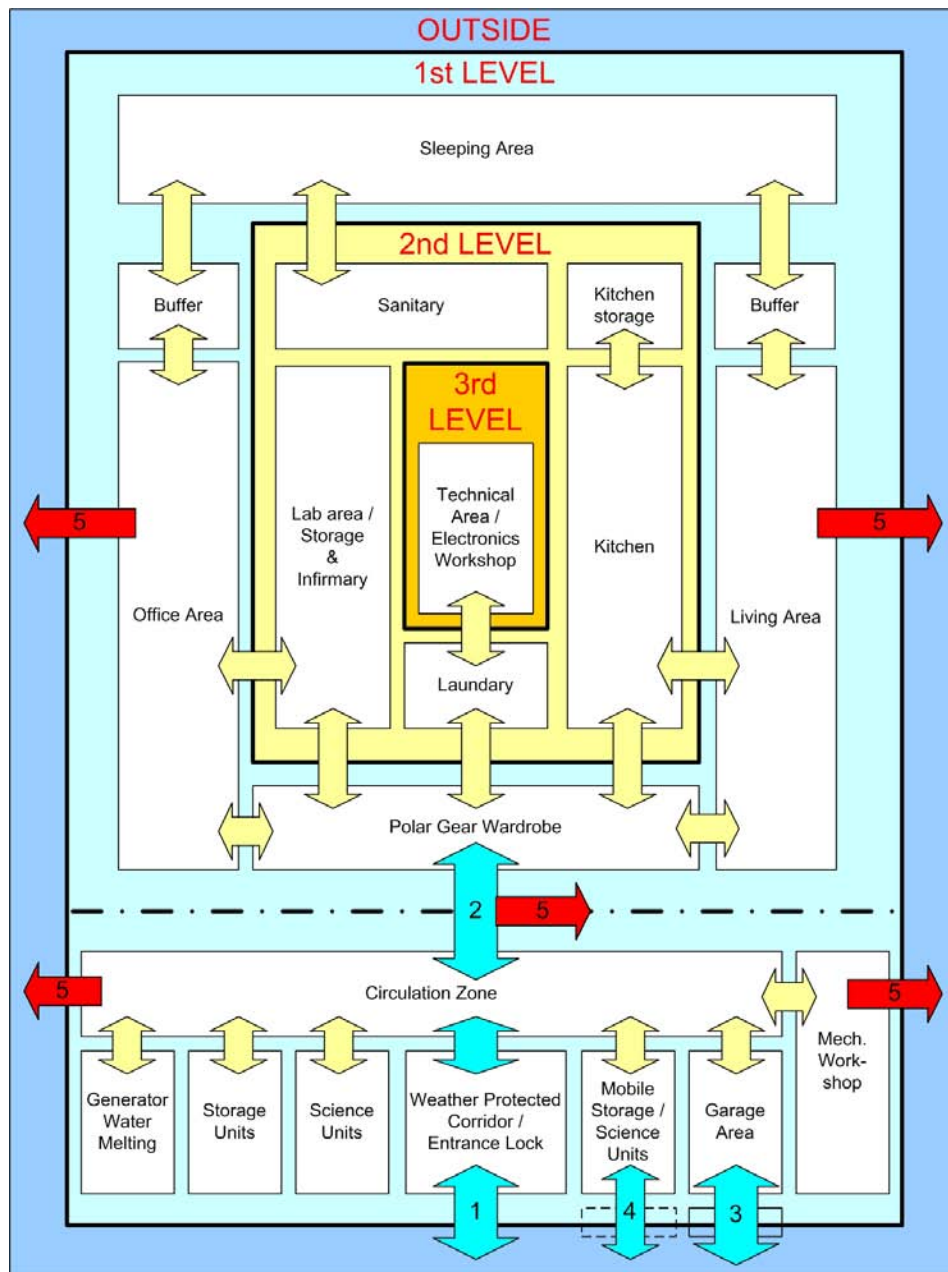 OUTSIDE
1st LEVEL
Sleeping Area
2nd LEVEL
Buffer
Sanitary
Kitchen
storage
Buffer
3rd
LEVEL
Technical
Area /
Electronics
Workshop
Lab area /
Storage
&
Infirmary
Kitchen
5
5
Office Area
Living Area
Laundary
Polar Gear Wardrobe
2
5
5
Circulation Zone
5
Mech.
Work-
shop
Generator
Water
Melting
Storage
Units
Science
Units
Weather Protected
Corridor /
Entrance Lock
Mobile
Storage /
Science
Units
Garage
Area
1
4
3